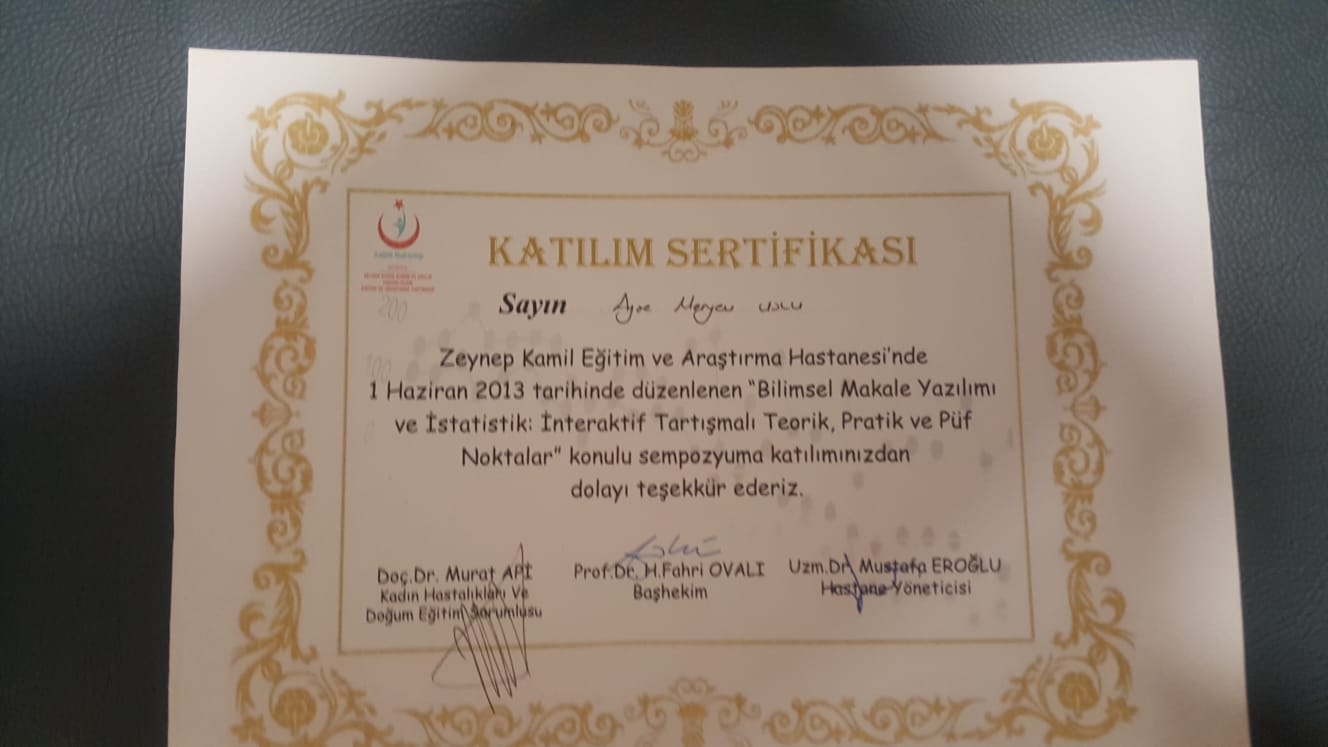 KATILIM SERTİFİKASI
Sağlık Bakanlığı
Sayın Ayşe Meryem USLU
Zeynep Kamil Eğitim ve Araştırma Hastanesi'nde
1 Haziran 2013 tarihinde düzenlenen "Bilimsel Makale Yazılımı
ve İstatistik: İnteraktif Tartışmalı Teorik, Pratik ve Püf
Noktalar" konulu sempozyuma katılımınızdan
dolayı teşekkür ederiz.
Doç.Dr. Murat APİ
Kadın Hastalıkları Ve
Doğum Eğitim Sorumlusu
Prof.Dr. H.Fahri OVALI
Başhekim
Uzm.Dr. Mustafa EROĞLU
Hastane Yöneticisi